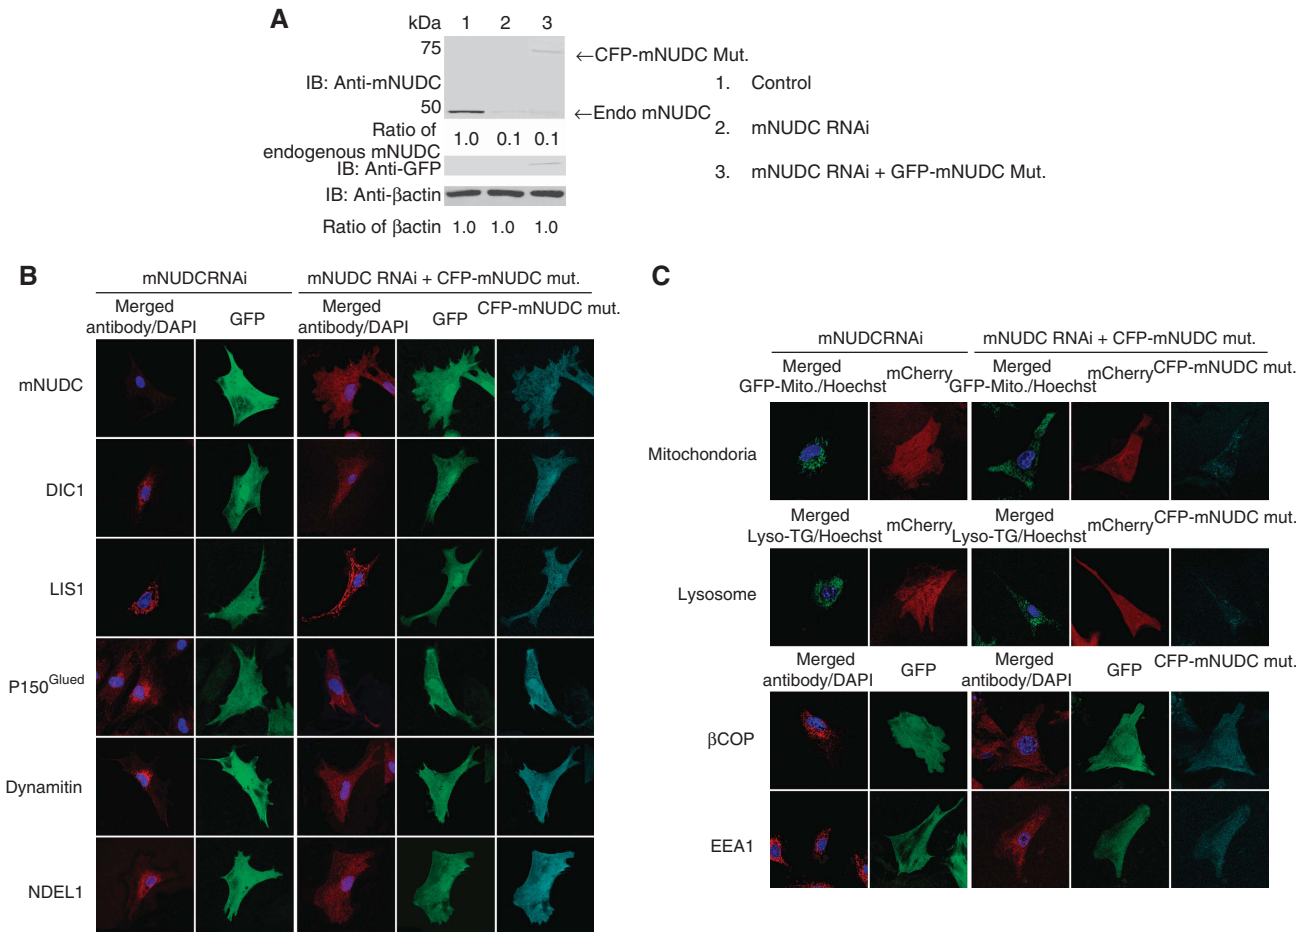 A
kDa 1 2 3
75
←CFP-mNUDC Mut.
IB: Anti-mNUDC
50
←Endo mNUDC
Ratio of
endogenous mNUDC
1.0 0.1 0.1
IB: Anti-GFP
IB: Anti-βactin
Ratio of βactin 1.0 1.0 1.0
1. Control
2. mNUDC RNAi
3. mNUDC RNAi + GFP-mNUDC Mut.
B
mNUDCRNAi
mNUDC RNAi + CFP-mNUDC mut.
Merged
antibody/DAPI
GFP
Merged
antibody/DAPI
GFP
CFP-mNUDC mut.
mNUDC
DIC1
LIS1
P150Glued
Dynamitin
NDEL1
C
mNUDCRNAi
mNUDC RNAi + CFP-mNUDC mut.
Merged
GFP-Mito./Hoechst
mCherry
Merged
GFP-Mito./Hoechst
mCherry
CFP-mNUDC mut.
Mitochondria
Merged
Lyso-TG/Hoechst
mCherry
Merged
Lyso-TG/Hoechst
mCherry
CFP-mNUDC mut.
Lysosome
Merged
antibody/DAPI
GFP
Merged
antibody/DAPI
GFP
CFP-mNUDC mut.
βCOP
EEA1